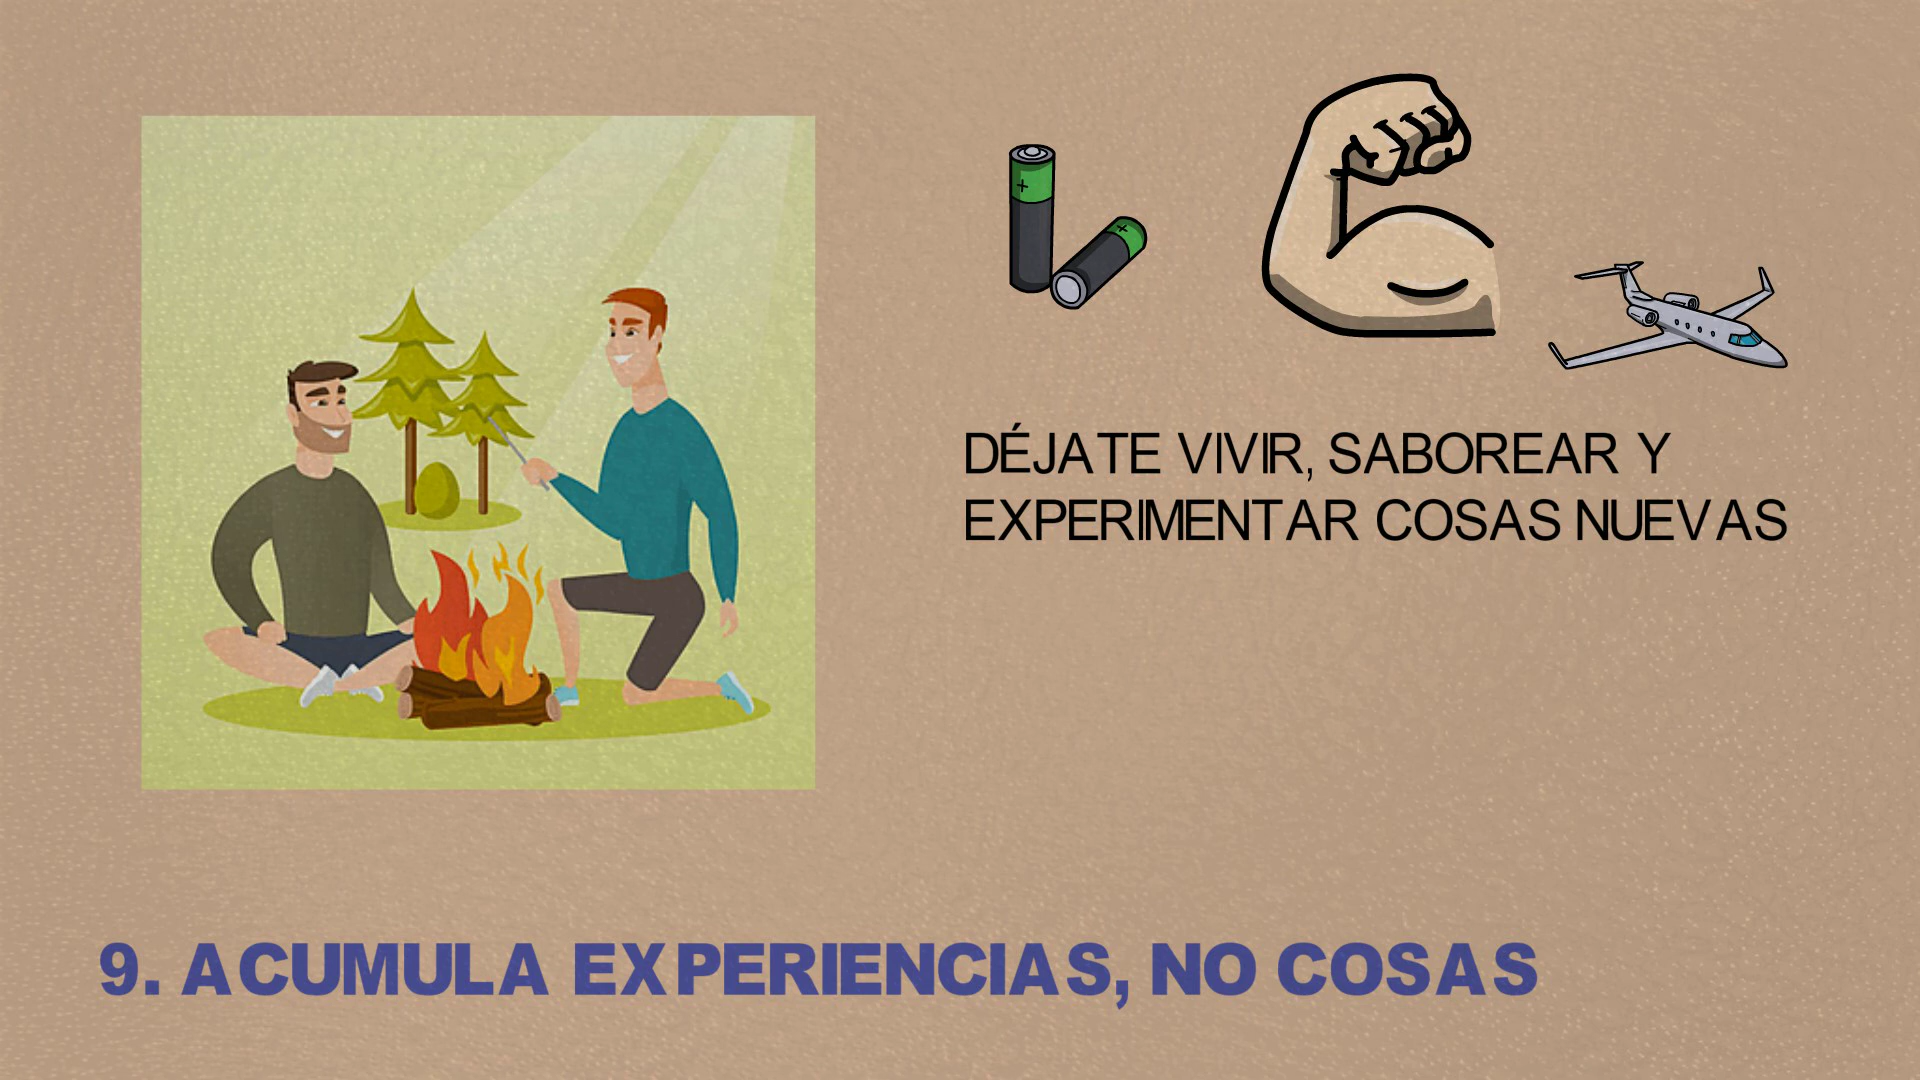 DÉJATE VIVIR, SABOREAR Y
EXPERIMENTAR COSAS NUEVAS
9. ACUMULA EXPERIENCIAS, NO COSAS